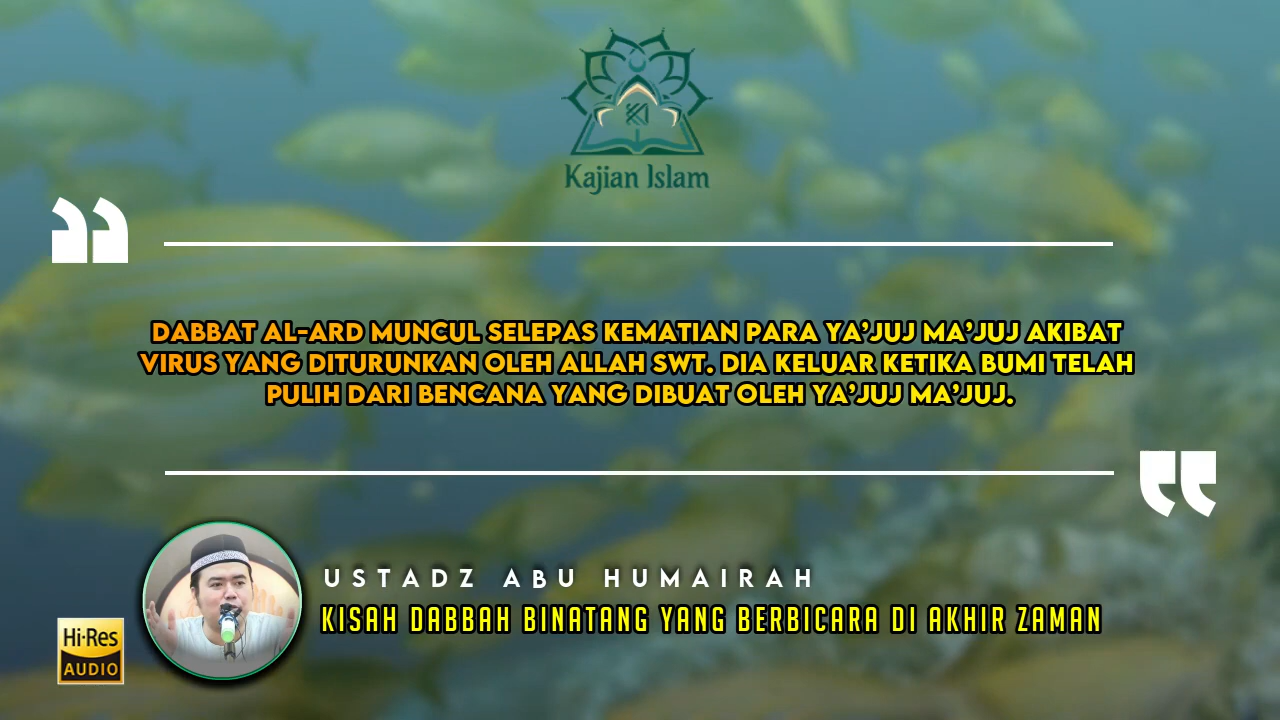 Kajian Islam
DABBAT AL-ARD MUNCUL SELEPAS KEMATIAN PARA YA'JUJ MA'JUJ AKIBAT
VIRUS YANG DITURUNKAN OLEH ALLAH SWT. DIA KELUAR KETIKA BUMI TELAH
PULIH DARI BENCANA YANG DIBUAT OLEH YA'JUJ MA'JUJ.
USTADZ ABU HUMAIRAH
KISAH DABBAH BINATANG YANG BERBICARA DI AKHIR ZAMAN
Hi-Res
AUDIO